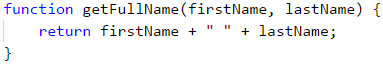 function getFullName(firstName, lastName) {
    return firstName + " " + lastName;
}